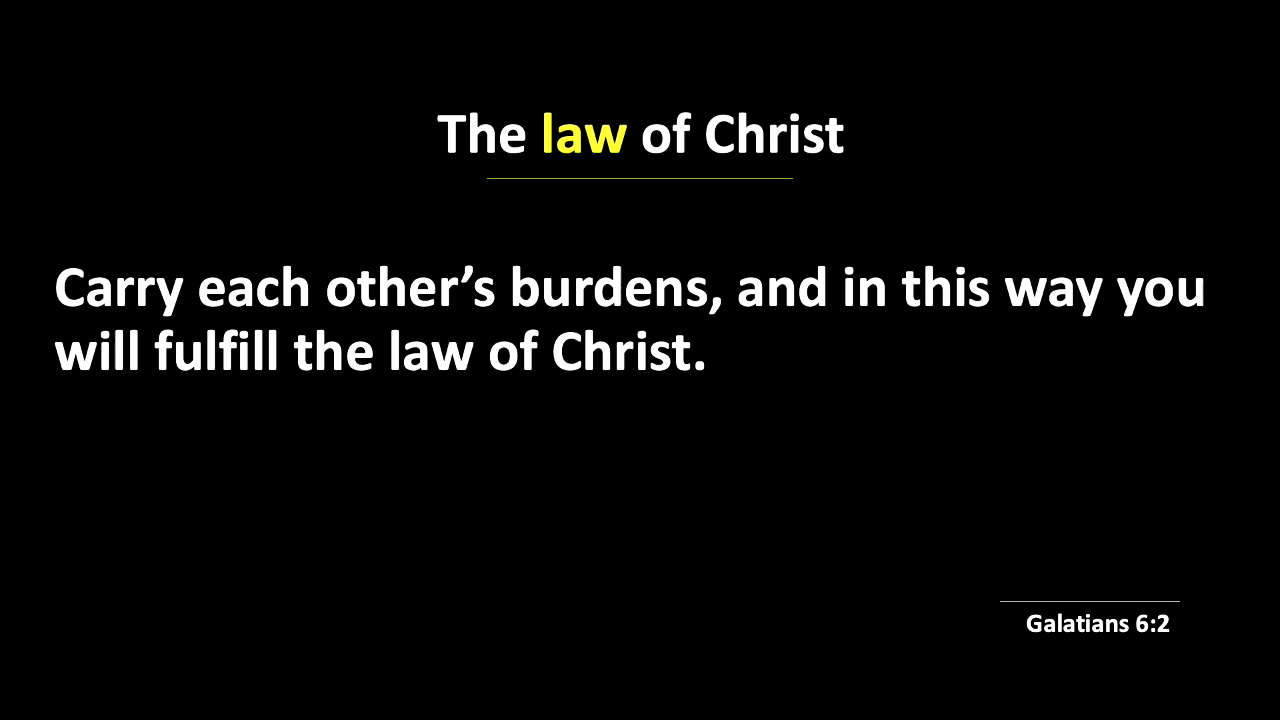 The law of Christ
Carry each other’s burdens, and in this way you
will fulfill the law of Christ.
Galatians 6:2